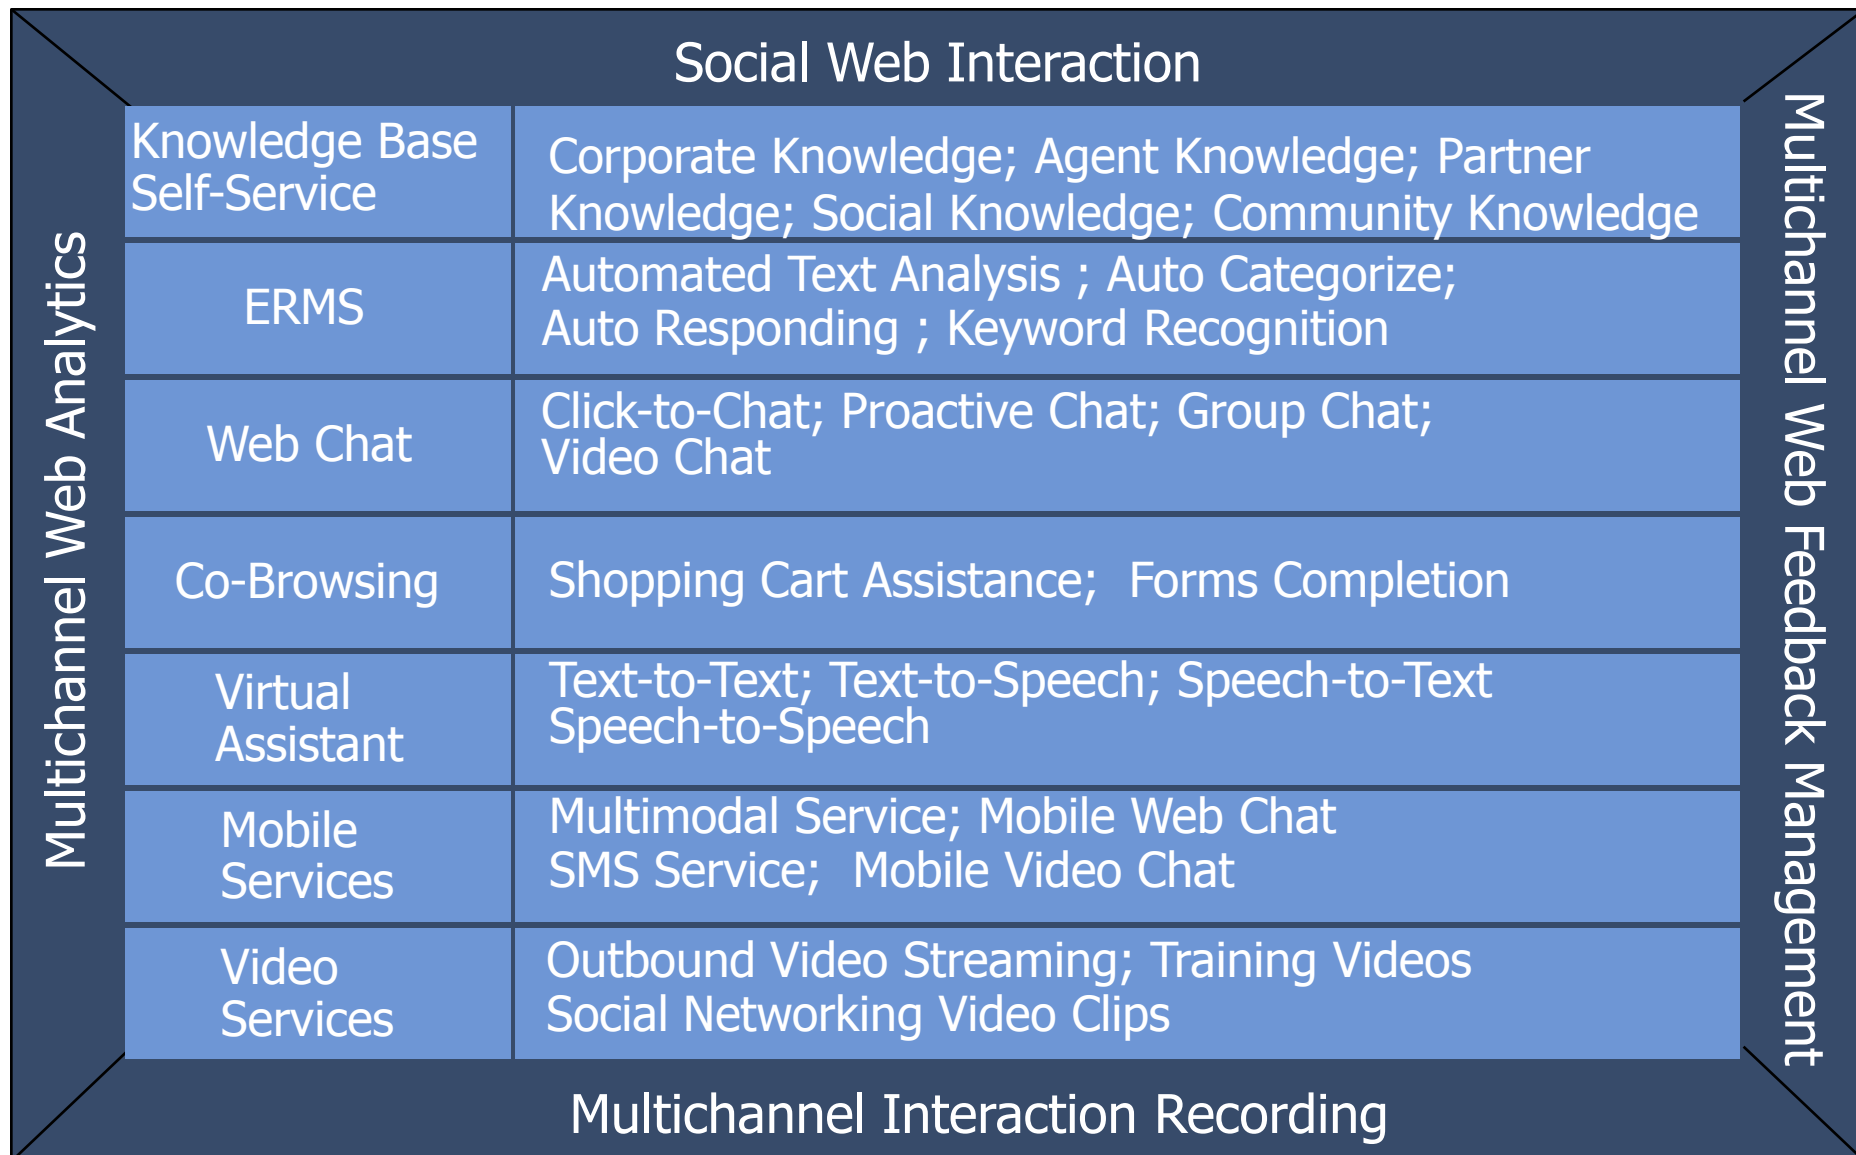 Social Web Interaction
Multichannel Web Analytics
Knowledge Base
Self-Service
Corporate Knowledge; Agent Knowledge; Partner
Knowledge; Social Knowledge; Community Knowledge
ERMS
Automated Text Analysis ; Auto Categorize;
Auto Responding ; Keyword Recognition
Web Chat
Click-to-Chat; Proactive Chat; Group Chat;
Video Chat
Co-Browsing
Shopping Cart Assistance;  Forms Completion
Virtual
Assistant
Text-to-Text; Text-to-Speech; Speech-to-Text
Speech-to-Speech
Mobile
Services
Multimodal Service; Mobile Web Chat
SMS Service;  Mobile Video Chat
Video
Services
Outbound Video Streaming; Training Videos
Social Networking Video Clips
Multichannel Web Feedback Management
Multichannel Interaction Recording